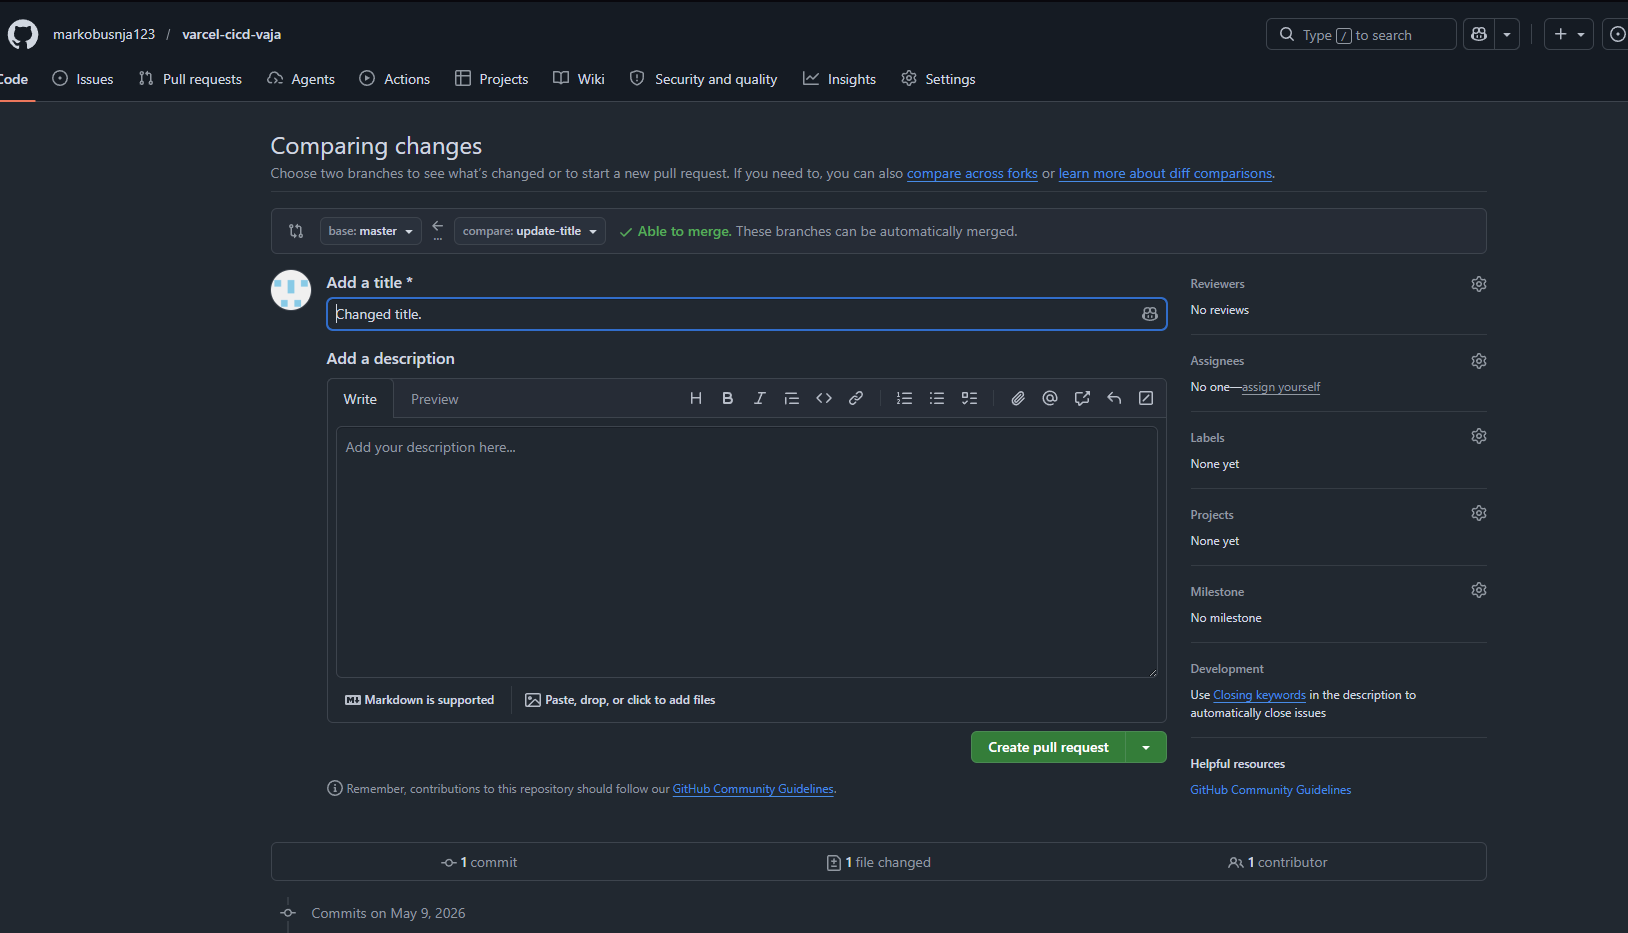 markobusnja123 / varcel-cicd-vaja
Type / to search
Code Issues Pull requests Agents Actions Projects Wiki Security and quality Insights Settings
Comparing changes
Choose two branches to see what's changed or to start a new pull request. If you need to, you can also compare across forks or learn more about diff comparisons.
base: master ← compare: update-title Able to merge. These branches can be automatically merged.
...
Add a title *
Changed title.
Add a description
Write Preview
Add your description here...
Markdown is supported Paste, drop, or click to add files
Create pull request
Remember, contributions to this repository should follow our GitHub Community Guidelines.
Reviewers
No reviews
Assignees
No one—assign yourself
Labels
None yet
Projects
None yet
Milestone
No milestone
Development
Use Closing keywords in the description to
automatically close issues
Helpful resources
GitHub Community Guidelines
1 commit 1 file changed 1 contributor
Commits on May 9, 2026